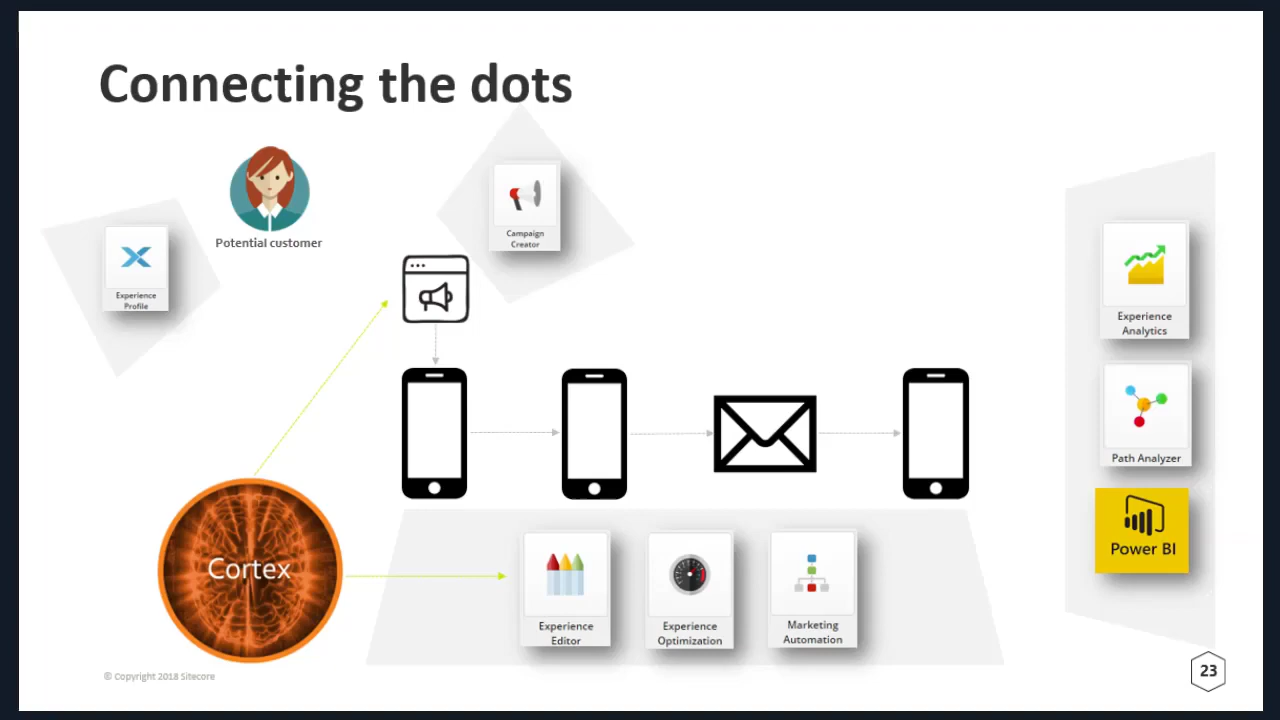 Connecting the dots
Potential customer
Experience
Profile
Campaign
Creator
Cortex
Experience
Editor
Experience
Optimization
Marketing
Automation
Experience
Analytics
Path Analyzer
Power BI
© Copyright 2018 Sitecore
23